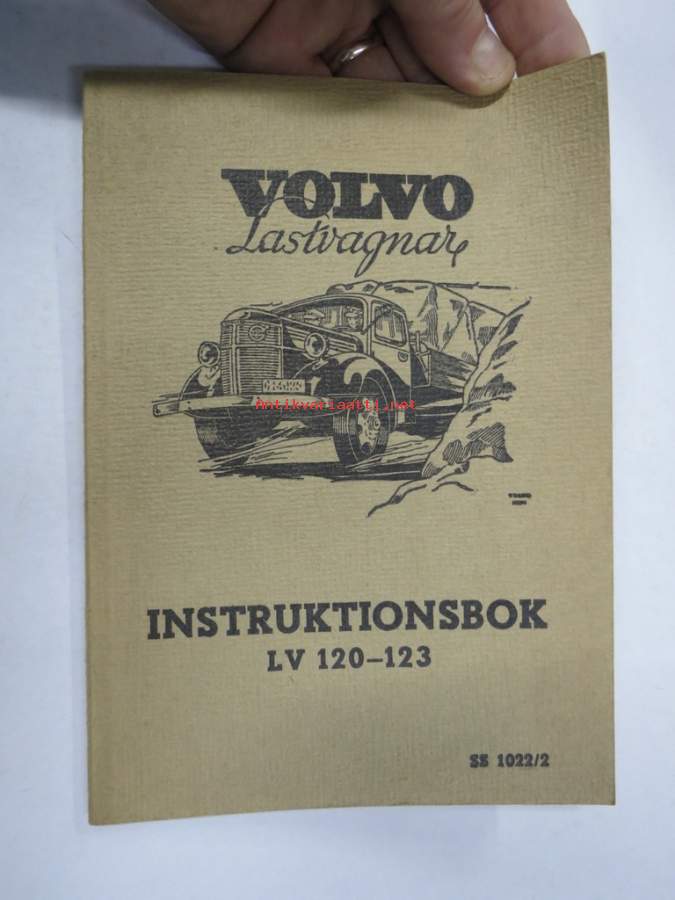 VOLVO
Lastvagnar
Antikvariaatti.net
INSTRUKTIONSBOK
LV 120-123
SS 1022/2